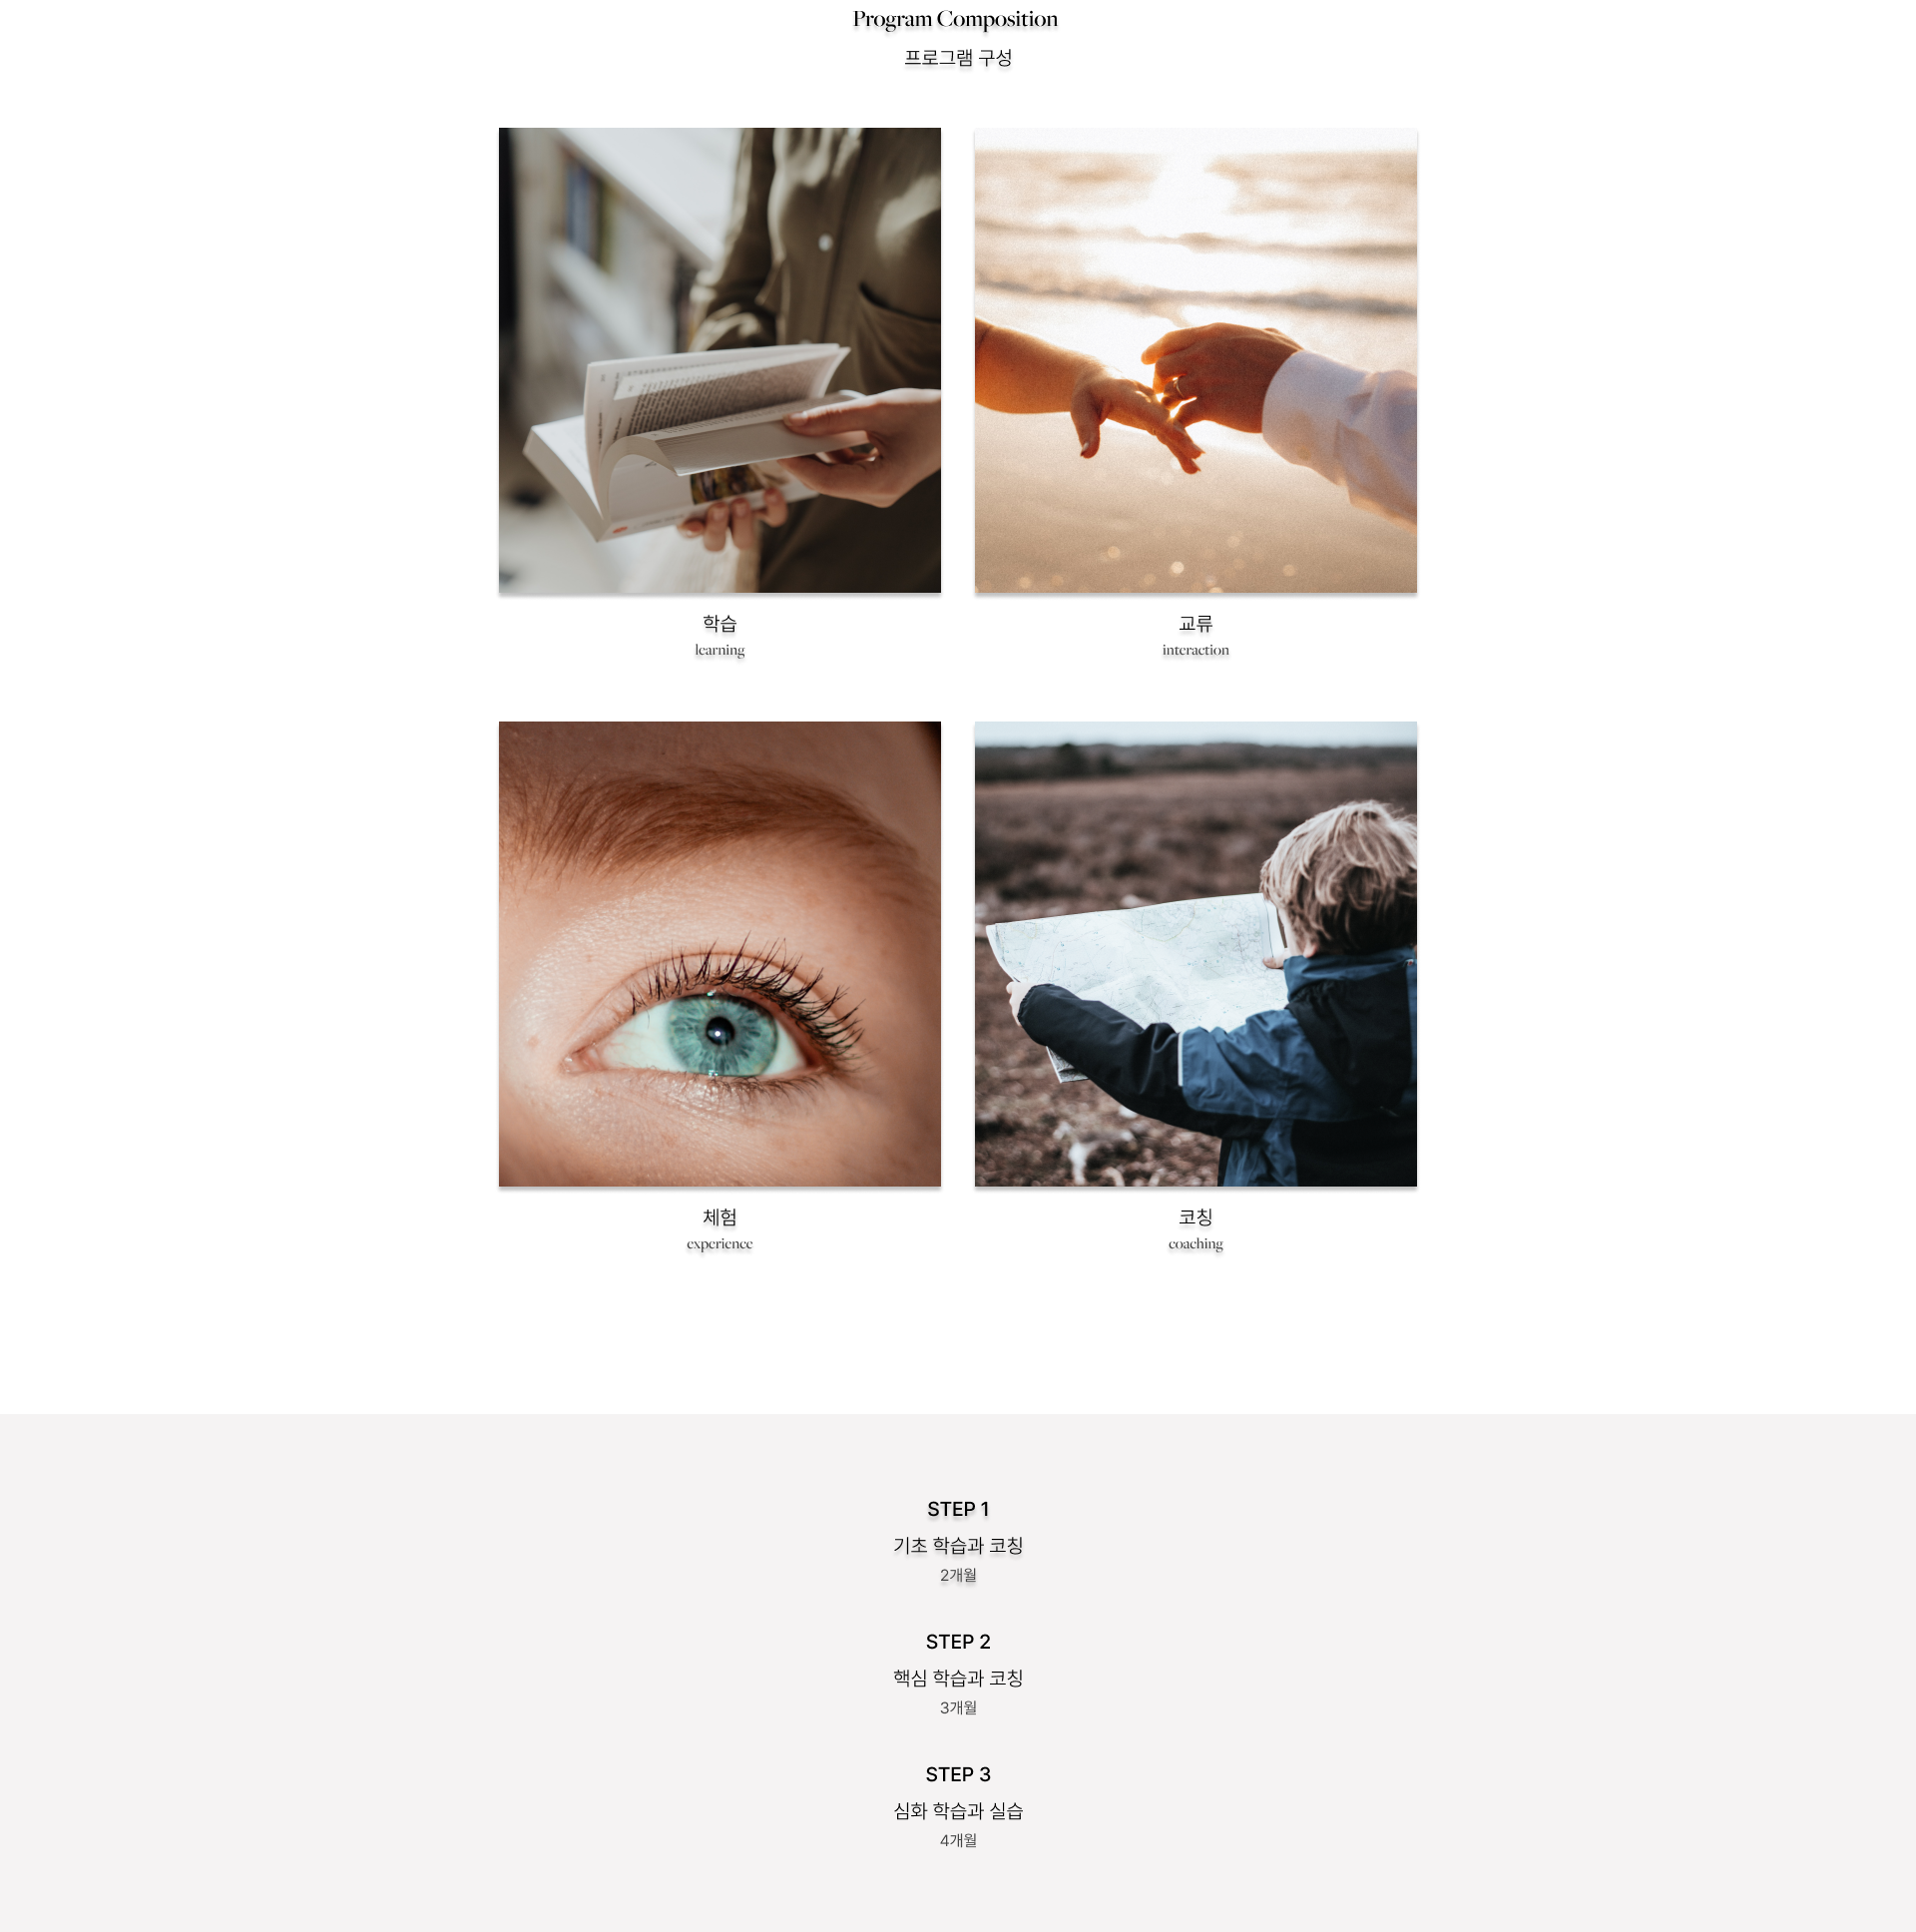 Program Composition
프로그램 구성
학습
learning
교류
interaction
체험
experience
코칭
coaching
STEP 1
기초 학습과 코칭
2개월
STEP 2
핵심 학습과 코칭
3개월
STEP 3
심화 학습과 실습
4개월